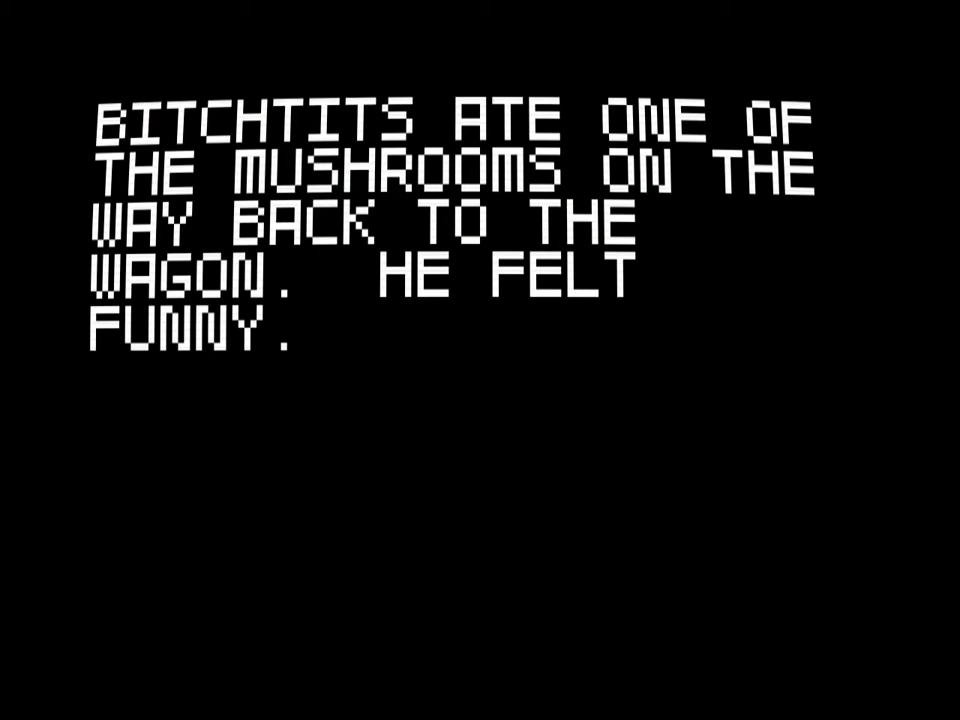 BITCHTITS ATE ONE OF
THE MUSHROOMS ON THE
WAY BACK TO THE
WAGON.  HE FELT
FUNNY.